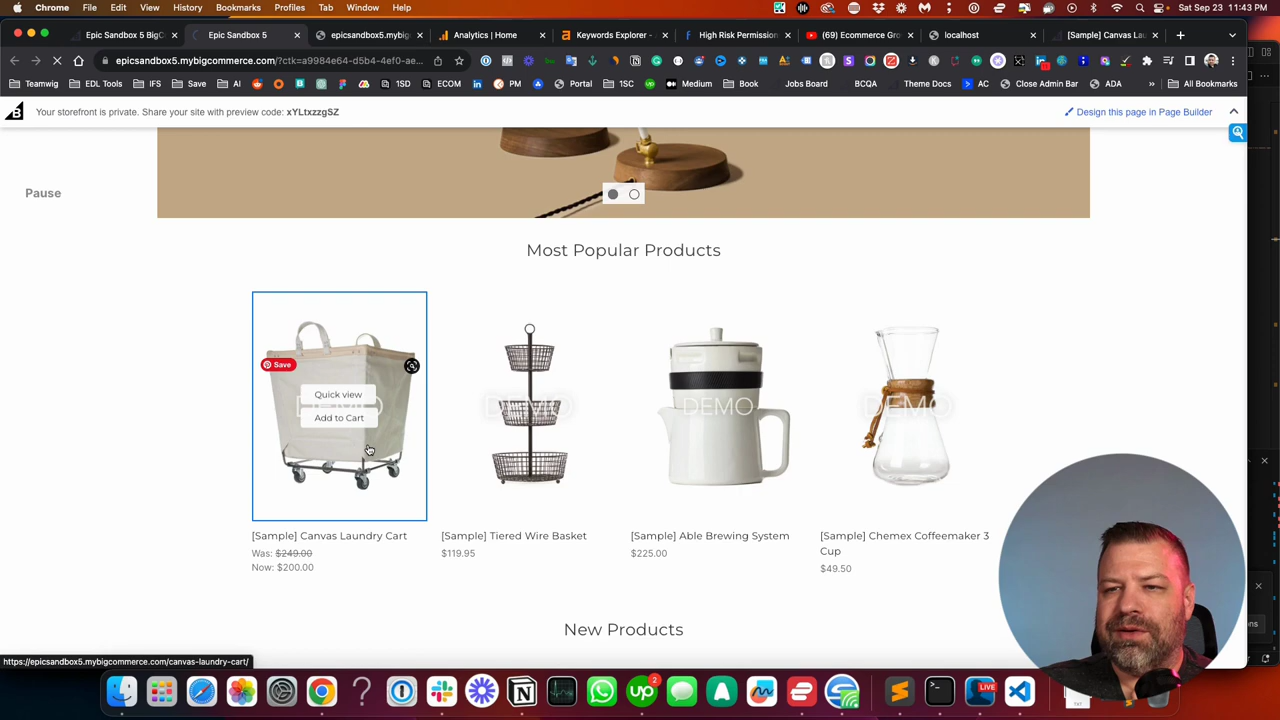 Chrome File Edit View History Bookmarks Profiles Tab Window Help
Sat Sep 23 11:43 PM
11:43 PM
Epic Sandbox 5 BigC
Epic Sandbox 5
epicsandbox5.mybig
Analytics | Home
Keywords Explorer -
High Risk Permission
(69) Ecommerce Gro
localhost
[Sample] Canvas Lau
epicsandbox5.mybigcommerce.com/?ctk=a9984e64-d5b4-4ef0-ae...
Teamwig EDL Tools IFS Save AI 1SD ECOM PM Portal 1SC Medium Book Jobs Board BCQA Theme Docs AC Close Admin Bar ADA All Bookmarks
Your storefront is private. Share your site with preview code: xYLtxzzgSZ
Design this page in Page Builder
Pause
Most Popular Products
Save
Quick view
Add to Cart
DEMO
DEMO
DEMO
DEMO
[Sample] Canvas Laundry Cart
Was: $249.00
Now: $200.00
[Sample] Tiered Wire Basket
$119.95
[Sample] Able Brewing System
$225.00
[Sample] Chemex Coffeemaker 3
Cup
$49.50
New Products
https://epicsandbox5.mybigcommerce.com/canvas-laundry-cart/
2
LIVE